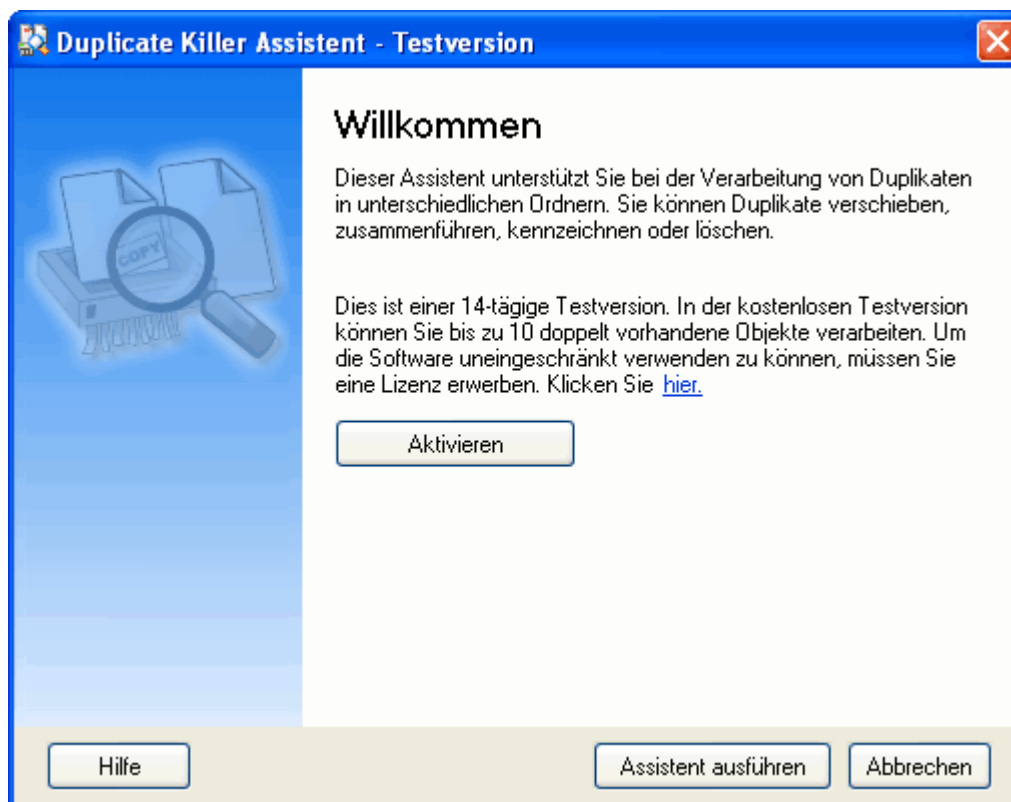 Duplicate Killer Assistent - Testversion
Willkommen
Dieser Assistent unterstützt Sie bei der Verarbeitung von Duplikaten
in unterschiedlichen Ordnern. Sie können Duplikate verschieben,
zusammenführen, kennzeichnen oder löschen.
COPY
Dies ist einer 14-tägige Testversion. In der kostenlosen Testversion
können Sie bis zu 10 doppelt vorhandene Objekte verarbeiten. Um
die Software uneingeschränkt verwenden zu können, müssen Sie
eine Lizenz erwerben. Klicken Sie hier.
Aktivieren
Hilfe
Assistent ausführen
Abbrechen